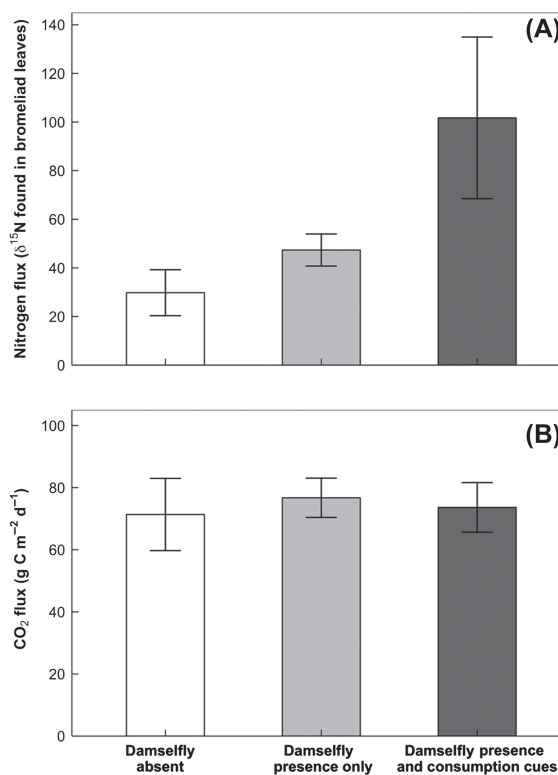 (A)
Nitrogen flux (δ¹⁵N found in bromeliad leaves)
140
120
100
80
60
40
20
0
(B)
CO₂ flux (g C m⁻² d⁻¹)
100
80
60
40
20
0
Damselfly
absent
Damselfly
presence only
Damselfly presence
and consumption cues